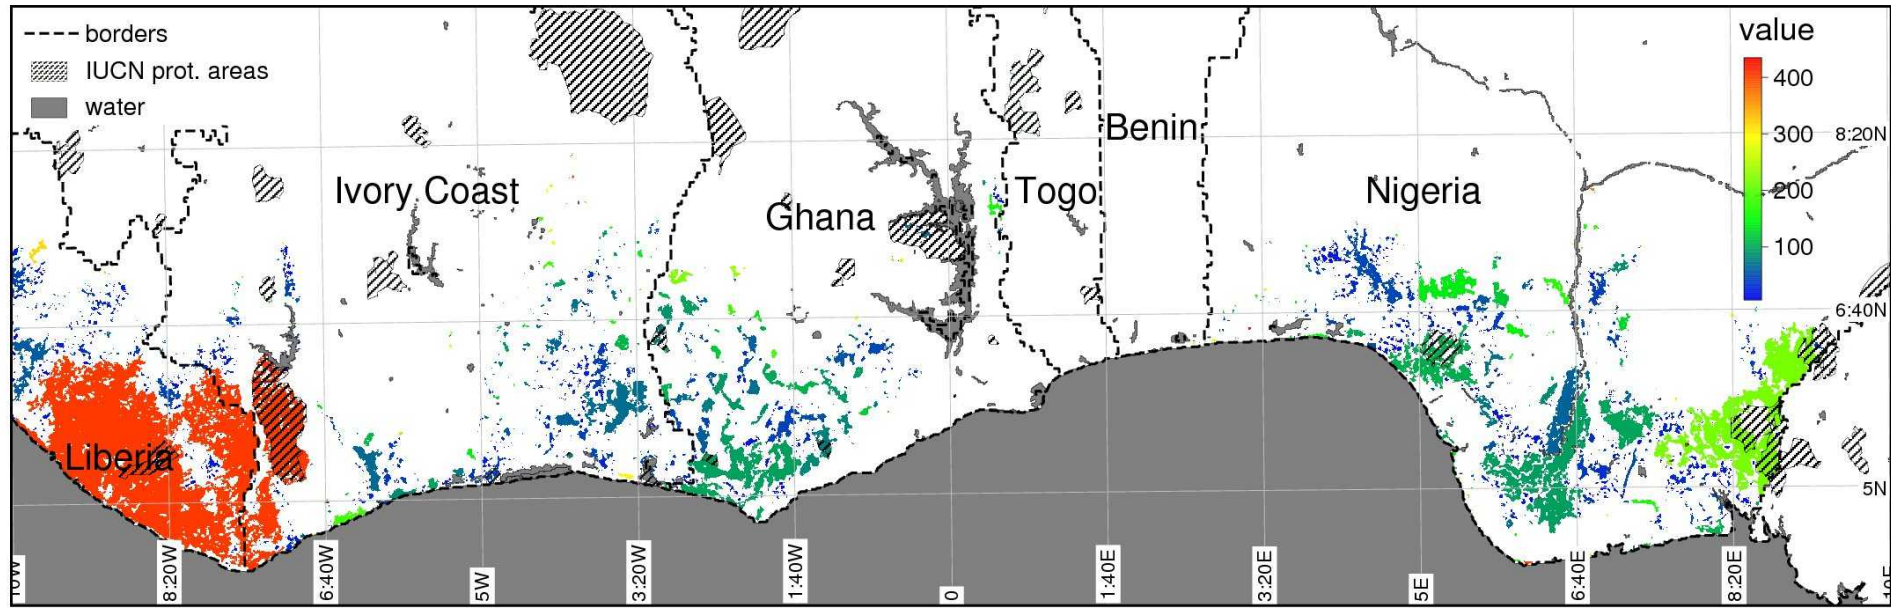 value
borders
IUCN prot. areas
water
400
300
200
100
Benin
8:20N
Ivory Coast
Togo
Nigeria
Ghana
6:40N
Liberia
5N
8:20W
6:40W
5W
3:20W
1:40W
0
1:40E
3:20E
5E
6:40E
8:20E